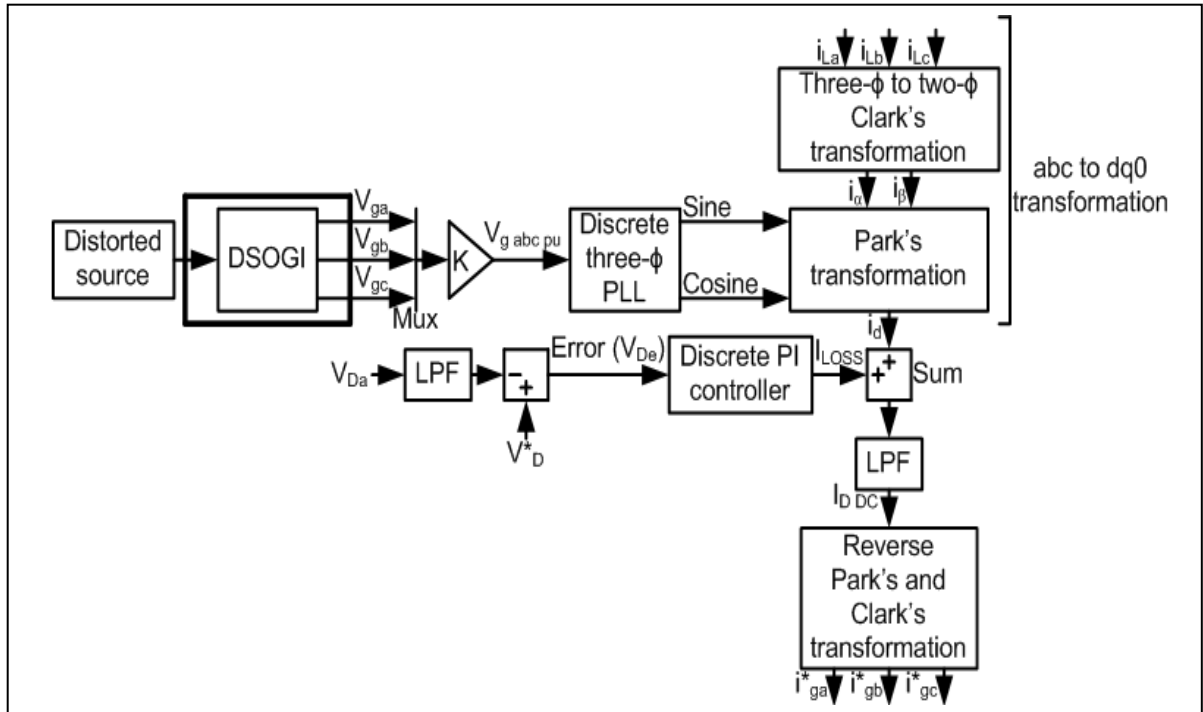 iLa iLb iLc
Three-ϕ to two-ϕ
Clark's
transformation
abc to dq0
transformation
iα iβ
Distorted
source
DSOGI
Vga
Vgb
Vgc
Mux
K
Vg abc pu
Discrete
three-ϕ
PLL
Sine
Cosine
Park's
transformation
id
VDa
LPF
-
+
V*D
Error (VDe)
Discrete PI
controller
ILOSS
+
+
Sum
LPF
ID DC
Reverse
Park's and
Clark's
transformation
i*ga i*gb i*gc